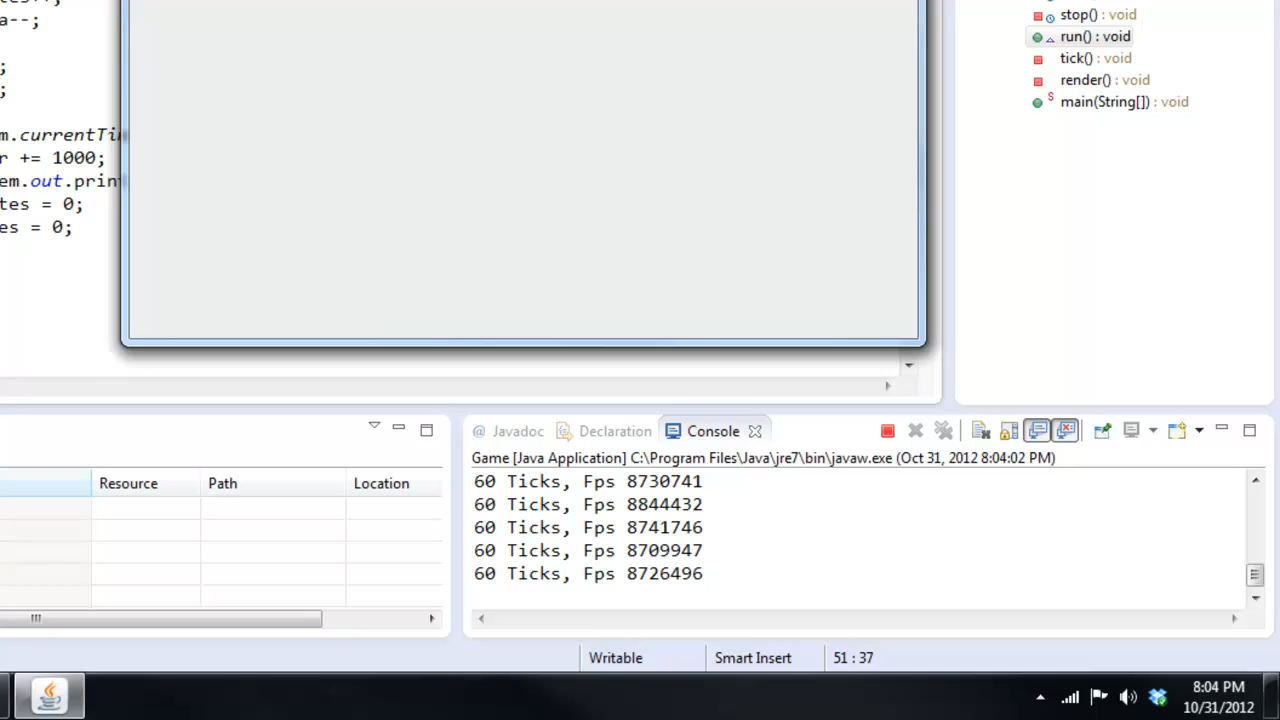 a--;
;
;
m.currentTi
r += 1000;
em.out.prin
tes = 0;
es = 0;
stop() : void
run() : void
tick() : void
render() : void
S main(String[]) : void
@ Javadoc Declaration Console
Game [Java Application] C:\Program Files\Java\jre7\bin\javaw.exe (Oct 31, 2012 8:04:02 PM)
Resource Path Location
60 Ticks, Fps 8730741
60 Ticks, Fps 8844432
60 Ticks, Fps 8741746
60 Ticks, Fps 8709947
60 Ticks, Fps 8726496
Writable Smart Insert 51 : 37
8:04 PM
10/31/2012